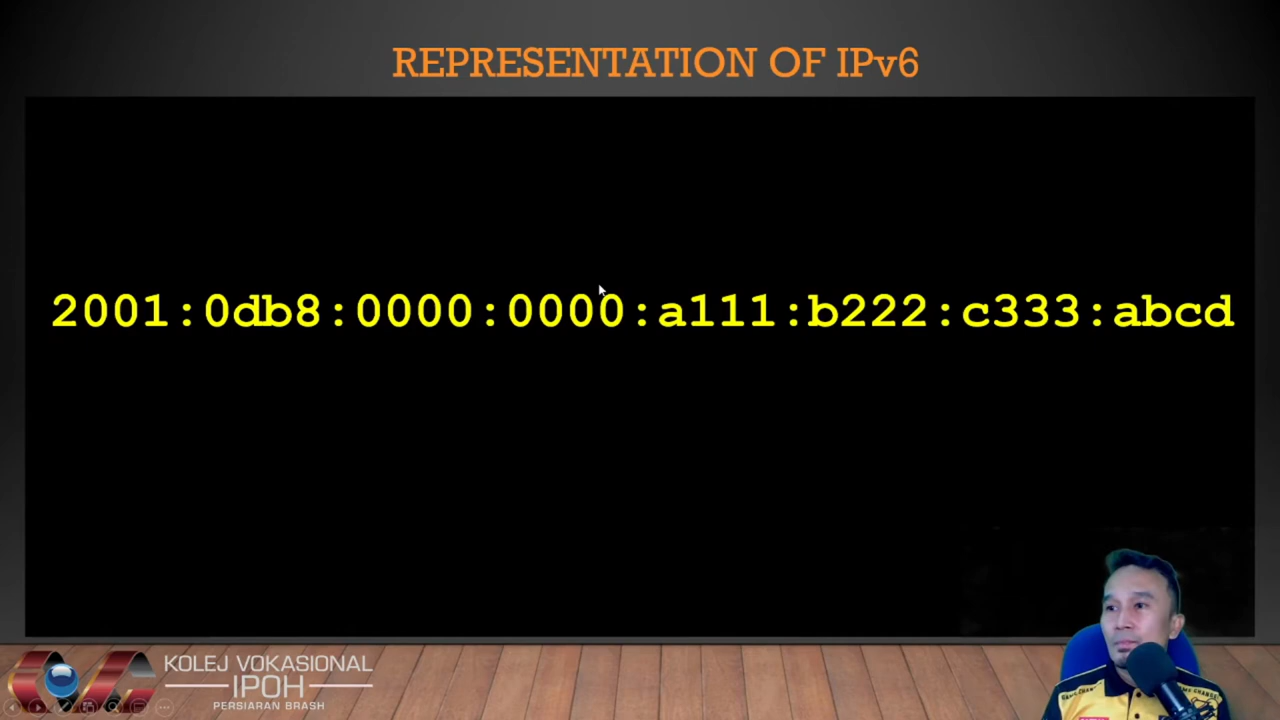 REPRESENTATION OF IPv6
2001:0db8:0000:0000:a111:b222:c333:abcd
KOLEJ VOKASIONAL
IPOH
PERSIARAN BRASH